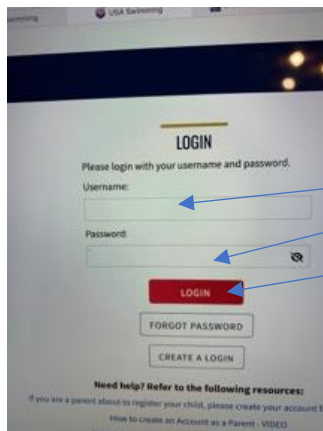 USA Swimming
LOGIN
Please login with your username and password.
Username:
Password:
LOGIN
FORGOT PASSWORD
CREATE A LOGIN
Need help? Refer to the following resources:
If you are a parent about to register your child, please create your account
How to create an Account as a Parent - VIDEO